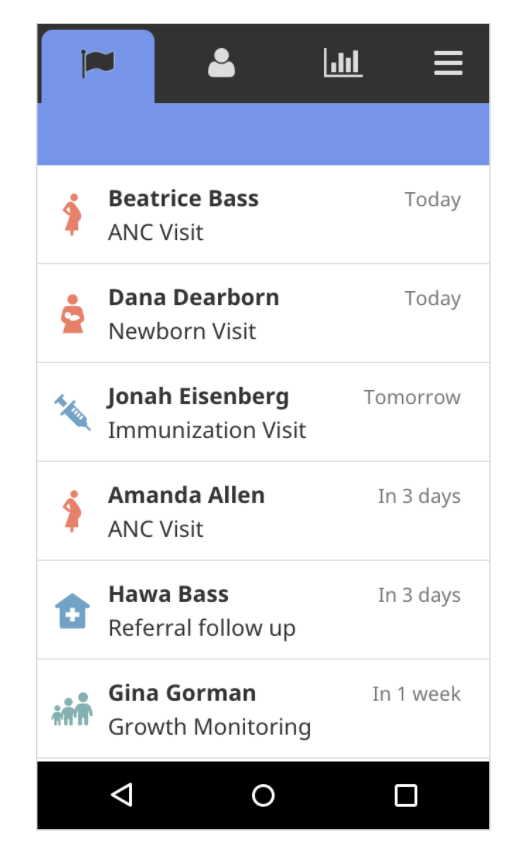 Beatrice Bass Today
ANC Visit
Dana Dearborn Today
Newborn Visit
Jonah Eisenberg Tomorrow
Immunization Visit
Amanda Allen In 3 days
ANC Visit
Hawa Bass In 3 days
Referral follow up
Gina Gorman In 1 week
Growth Monitoring